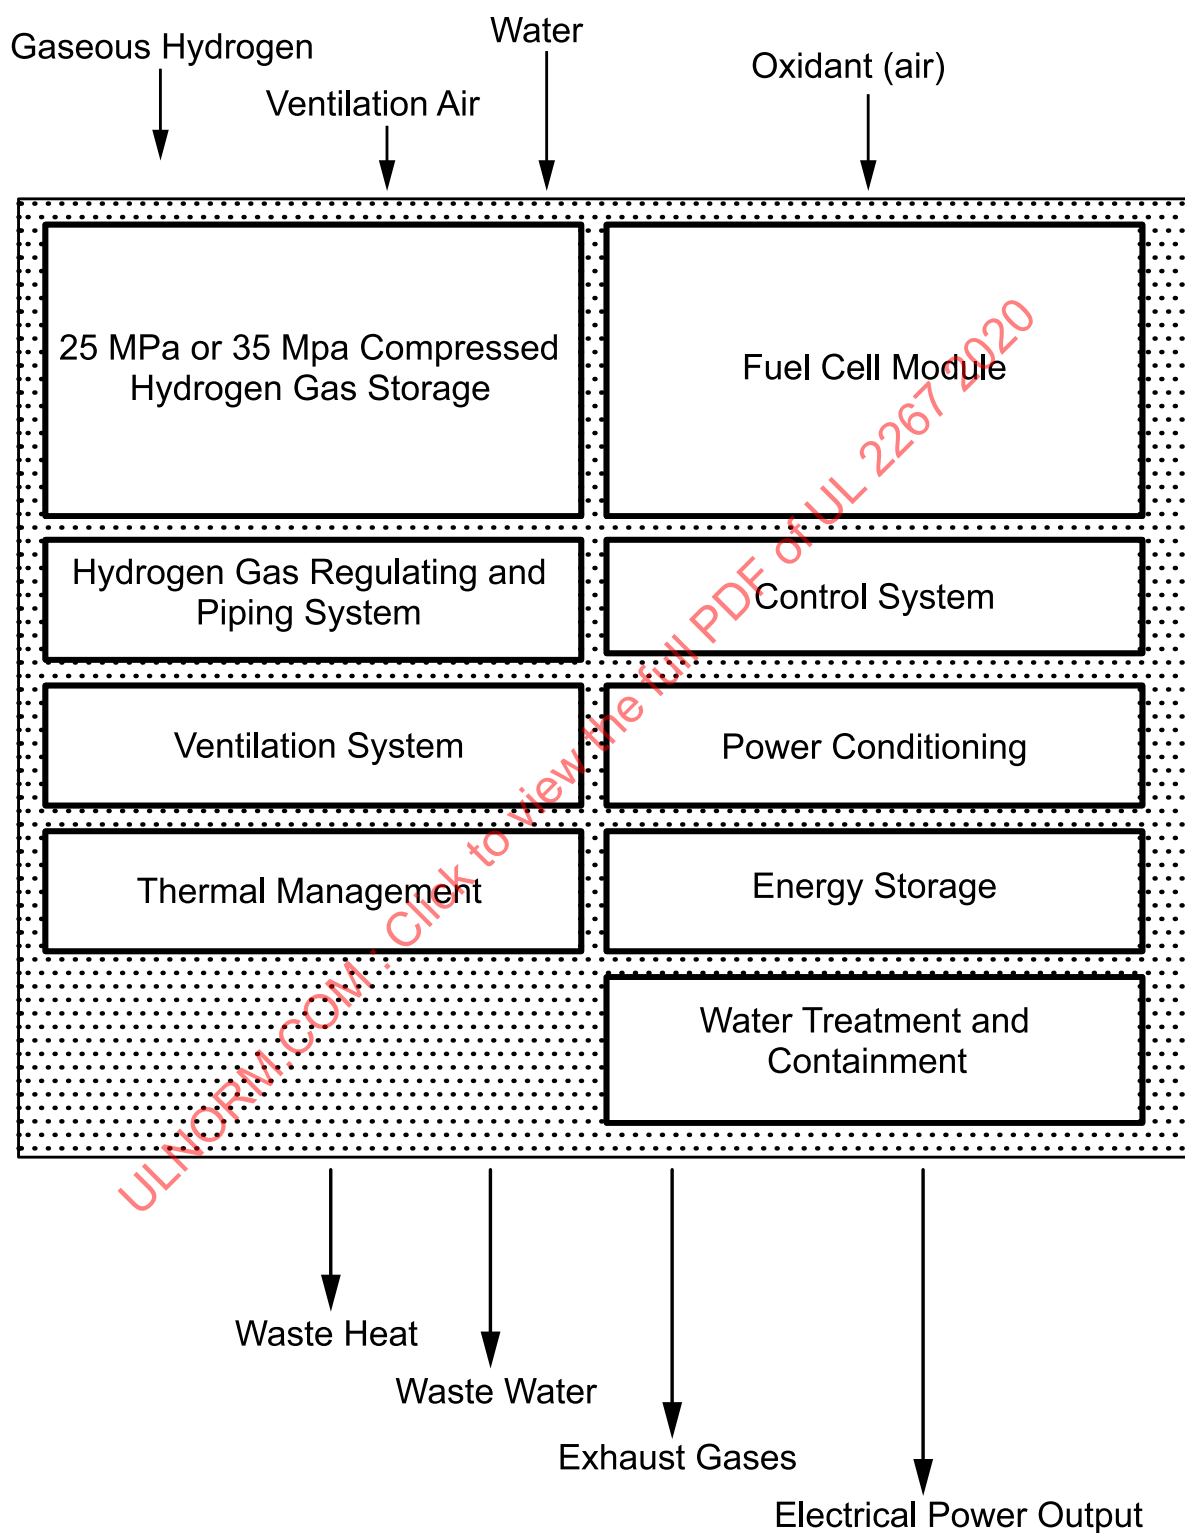 Gaseous Hydrogen
Water
Ventilation Air
Oxidant (air)
25 MPa or 35 Mpa Compressed
Hydrogen Gas Storage
Fuel Cell Module
Hydrogen Gas Regulating and
Piping System
Control System
Ventilation System
Power Conditioning
Thermal Management
Energy Storage
Water Treatment and
Containment
Waste Heat
Waste Water
Exhaust Gases
Electrical Power Output
ULNORM.COM : Click to view the full PDF of UL 2267 2020